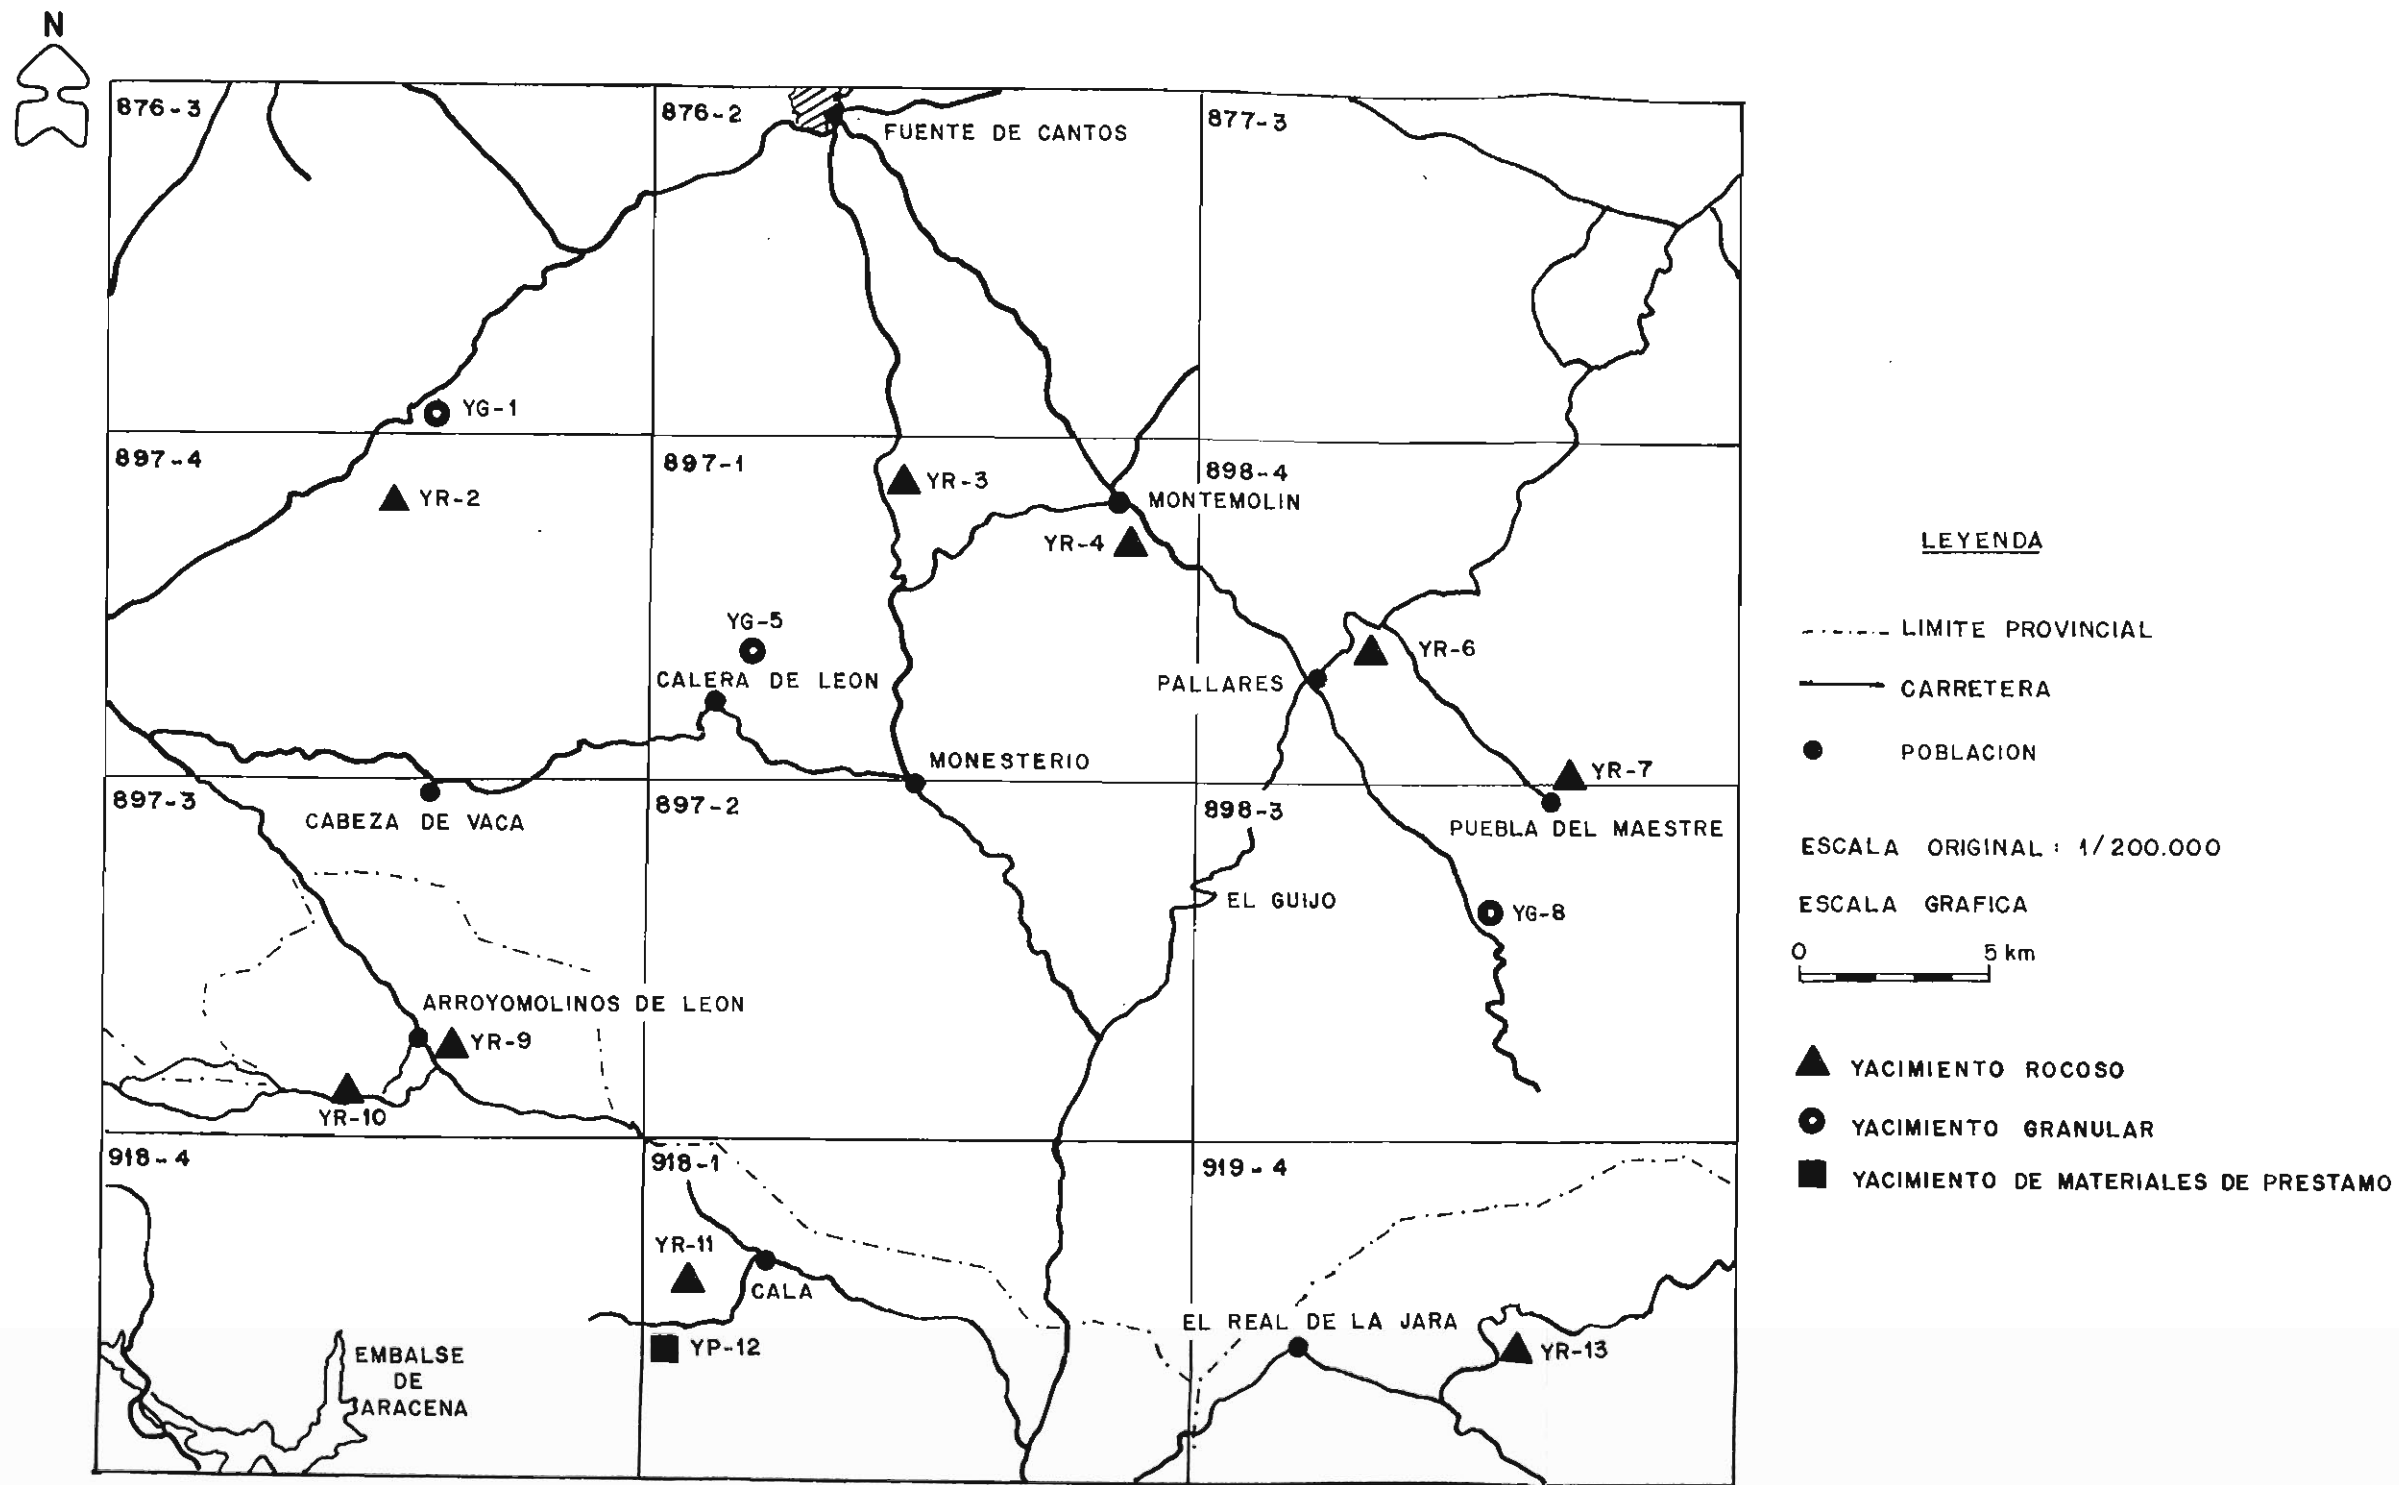 N
876-3
876-2
FUENTE DE CANTOS
877-3
YG-1
897-4
YR-2
897-1
YR-3
898-4
MONTEMOLIN
YR-4
YG-5
CALERA DE LEON
PALLARES
YR-6
MONESTERIO
YR-7
897-3
CABEZA DE VACA
897-2
898-3
PUEBLA DEL MAESTRE
EL GUIJO
YG-8
ARROYOMOLINOS DE LEON
YR-9
YR-10
918-4
918-1
919-4
YR-11
CALA
YP-12
EL REAL DE LA JARA
YR-13
EMBALSE
DE
ARACENA
LEYENDA
LIMITE PROVINCIAL
CARRETERA
POBLACION
ESCALA ORIGINAL: 1/200.000
ESCALA GRAFICA
0 5 km
YACIMIENTO ROCOSO
YACIMIENTO GRANULAR
YACIMIENTO DE MATERIALES DE PRESTAMO